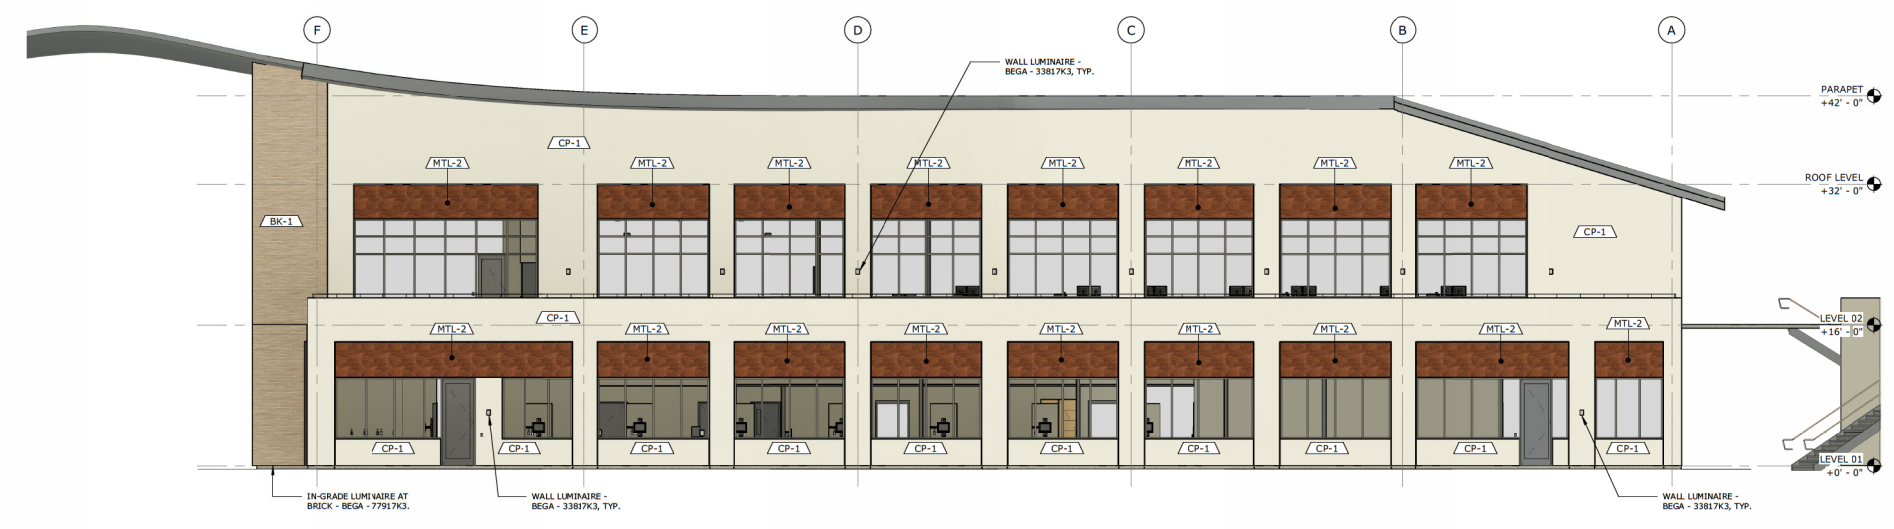 F E D C B A
WALL LUMINAIRE -
BEGA - 33817K3, TYP.
PARAPET
+42' - 0"
CP-1
MTL-2 MTL-2 MTL-2 MTL-2 MTL-2 MTL-2 MTL-2 MTL-2
ROOF LEVEL
+32' - 0"
BK-1
CP-1
CP-1
LEVEL 02
+16' - 0"
MTL-2 MTL-2 MTL-2 MTL-2 MTL-2 MTL-2 MTL-2 MTL-2 MTL-2
CP-1 CP-1 CP-1 CP-1 CP-1 CP-1 CP-1 CP-1 CP-1 CP-1
LEVEL 01
+0' - 0"
IN-GRADE LUMINAIRE AT
BRICK - BEGA - 77917K3.
WALL LUMINAIRE -
BEGA - 33817K3, TYP.
WALL LUMINAIRE -
BEGA - 33817K3, TYP.